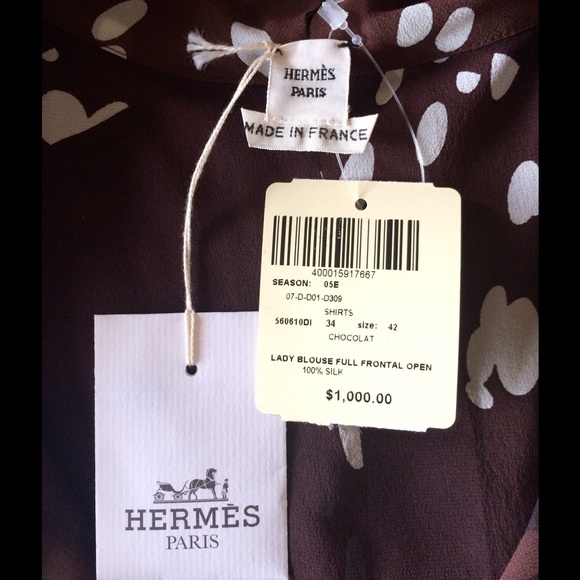 HERMÈS
PARIS
MADE IN FRANCE
400015917667
SEASON: 05E
07-D-D01-D309
SHIRTS
560610DI 34 size: 42
CHOCOLAT
LADY BLOUSE FULL FRONTAL OPEN
100% SILK
$1,000.00
HERMÈS
PARIS